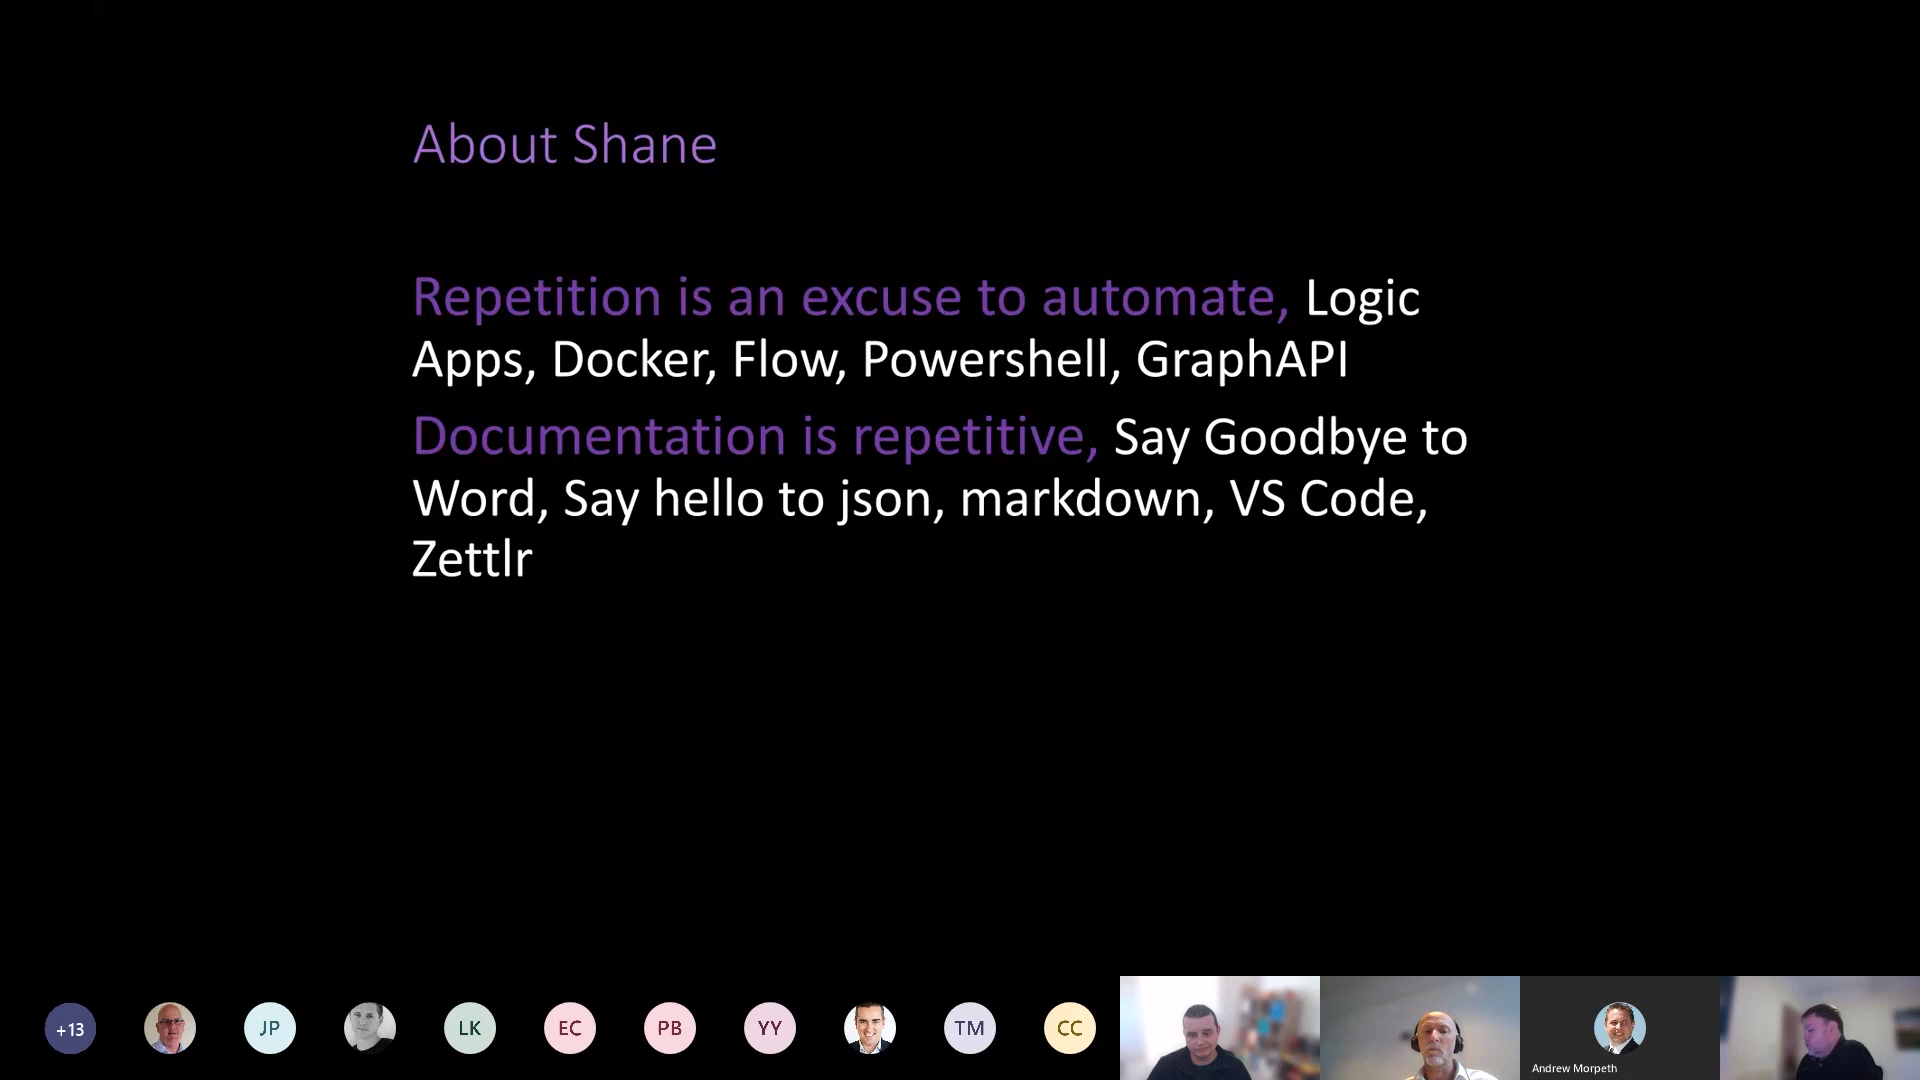 About Shane
Repetition is an excuse to automate, Logic
Apps, Docker, Flow, Powershell, GraphAPI
Documentation is repetitive, Say Goodbye to
Word, Say hello to json, markdown, VS Code,
Zettlr
+13
JP
LK
EC
PB
YY
TM
CC
Andrew Morpeth